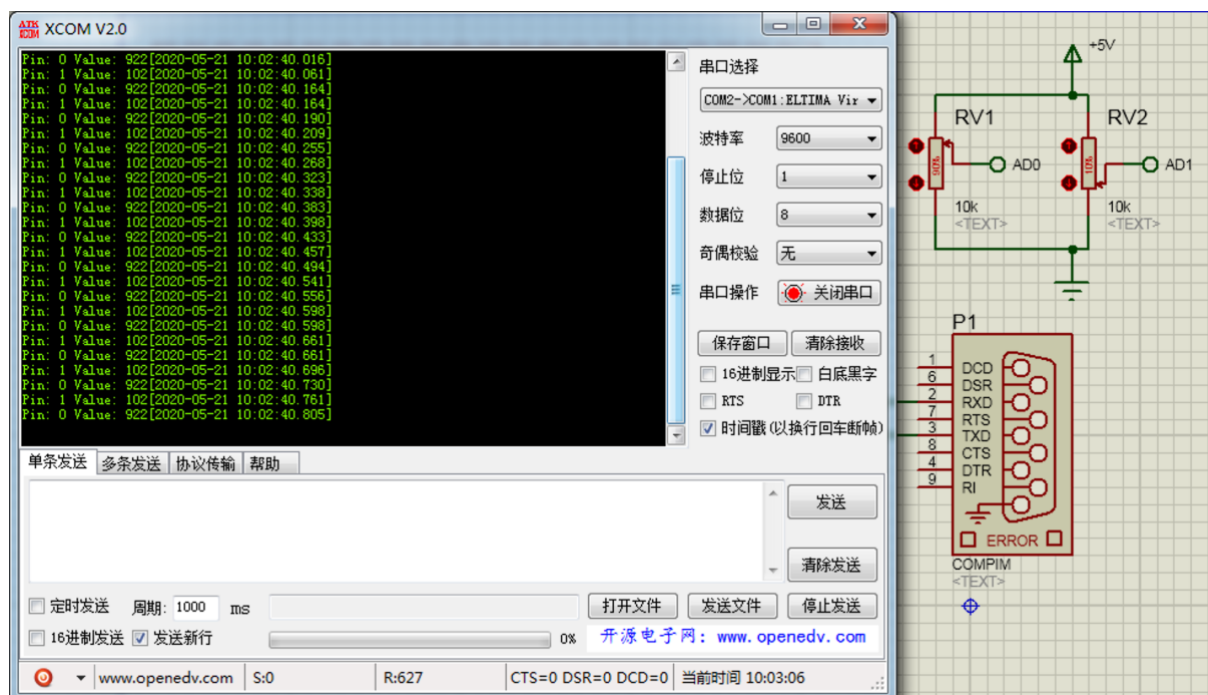 XCOM V2.0
Pin: 0 Value: 922[2020-05-21 10:02:40.016]
Pin: 1 Value: 102[2020-05-21 10:02:40.061]
Pin: 0 Value: 922[2020-05-21 10:02:40.164]
Pin: 1 Value: 102[2020-05-21 10:02:40.164]
Pin: 0 Value: 922[2020-05-21 10:02:40.190]
Pin: 1 Value: 102[2020-05-21 10:02:40.209]
Pin: 0 Value: 922[2020-05-21 10:02:40.255]
Pin: 1 Value: 102[2020-05-21 10:02:40.268]
Pin: 0 Value: 922[2020-05-21 10:02:40.323]
Pin: 1 Value: 102[2020-05-21 10:02:40.338]
Pin: 0 Value: 922[2020-05-21 10:02:40.383]
Pin: 1 Value: 102[2020-05-21 10:02:40.398]
Pin: 0 Value: 922[2020-05-21 10:02:40.433]
Pin: 1 Value: 102[2020-05-21 10:02:40.457]
Pin: 0 Value: 922[2020-05-21 10:02:40.494]
Pin: 1 Value: 102[2020-05-21 10:02:40.541]
Pin: 0 Value: 922[2020-05-21 10:02:40.556]
Pin: 1 Value: 102[2020-05-21 10:02:40.598]
Pin: 0 Value: 922[2020-05-21 10:02:40.598]
Pin: 1 Value: 102[2020-05-21 10:02:40.661]
Pin: 0 Value: 922[2020-05-21 10:02:40.661]
Pin: 1 Value: 102[2020-05-21 10:02:40.696]
Pin: 0 Value: 922[2020-05-21 10:02:40.730]
Pin: 1 Value: 102[2020-05-21 10:02:40.761]
Pin: 0 Value: 922[2020-05-21 10:02:40.805]
串口选择
COM2->COM1:ELTIMA Vir
波特率 9600
停止位 1
数据位 8
奇偶校验 无
串口操作 关闭串口
保存窗口 清除接收
16进制显示 白底黑字
RTS DTR
时间戳(以换行回车断帧)
单条发送 多条发送 协议传输 帮助
发送
清除发送
定时发送 周期: 1000 ms 打开文件 发送文件 停止发送
16进制发送 发送新行 0% 开源电子网: www.openedv.com
www.openedv.com S:0 R:627 CTS=0 DSR=0 DCD=0 当前时间 10:03:06
+5V
RV1 RV2
90% AD0 10% AD1
10k 10k
<TEXT> <TEXT>
P1
1 DCD
6 DSR
2 RXD
7 RTS
3 TXD
8 CTS
4 DTR
9 RI
ERROR
COMPIM
<TEXT>